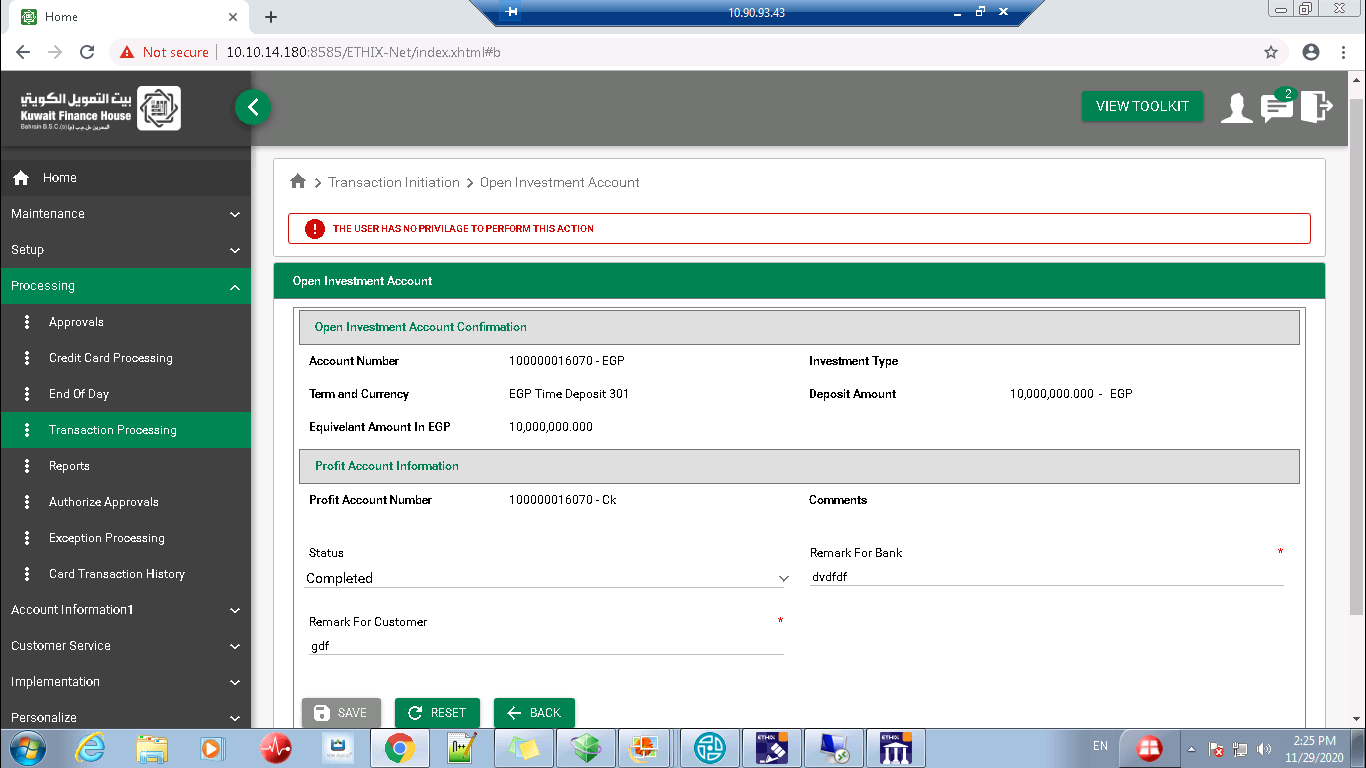 Home
10.90.93.43
Not secure
10.10.14.180:8585/ETHIX-Net/index.xhtml#b
بيت التمويل الكويتي
Kuwait Finance House
VIEW TOOLKIT
2
Home
Maintenance
Setup
Processing
Approvals
Credit Card Processing
End Of Day
Transaction Processing
Reports
Authorize Approvals
Exception Processing
Card Transaction History
Account Information1
Customer Service
Implementation
Personalize
Transaction Initiation > Open Investment Account
THE USER HAS NO PRIVILAGE TO PERFORM THIS ACTION
Open Investment Account
Open Investment Account Confirmation
Account Number 100000016070 - EGP Investment Type
Term and Currency EGP Time Deposit 301 Deposit Amount 10,000,000.000 - EGP
Equivelant Amount In EGP 10,000,000.000
Profit Account Information
Profit Account Number 100000016070 - Ck Comments
Status Remark For Bank *
Completed dvdfdf
Remark For Customer *
gdf
SAVE RESET BACK
ETHIX ETHIX
EN
2:25 PM
11/29/2020